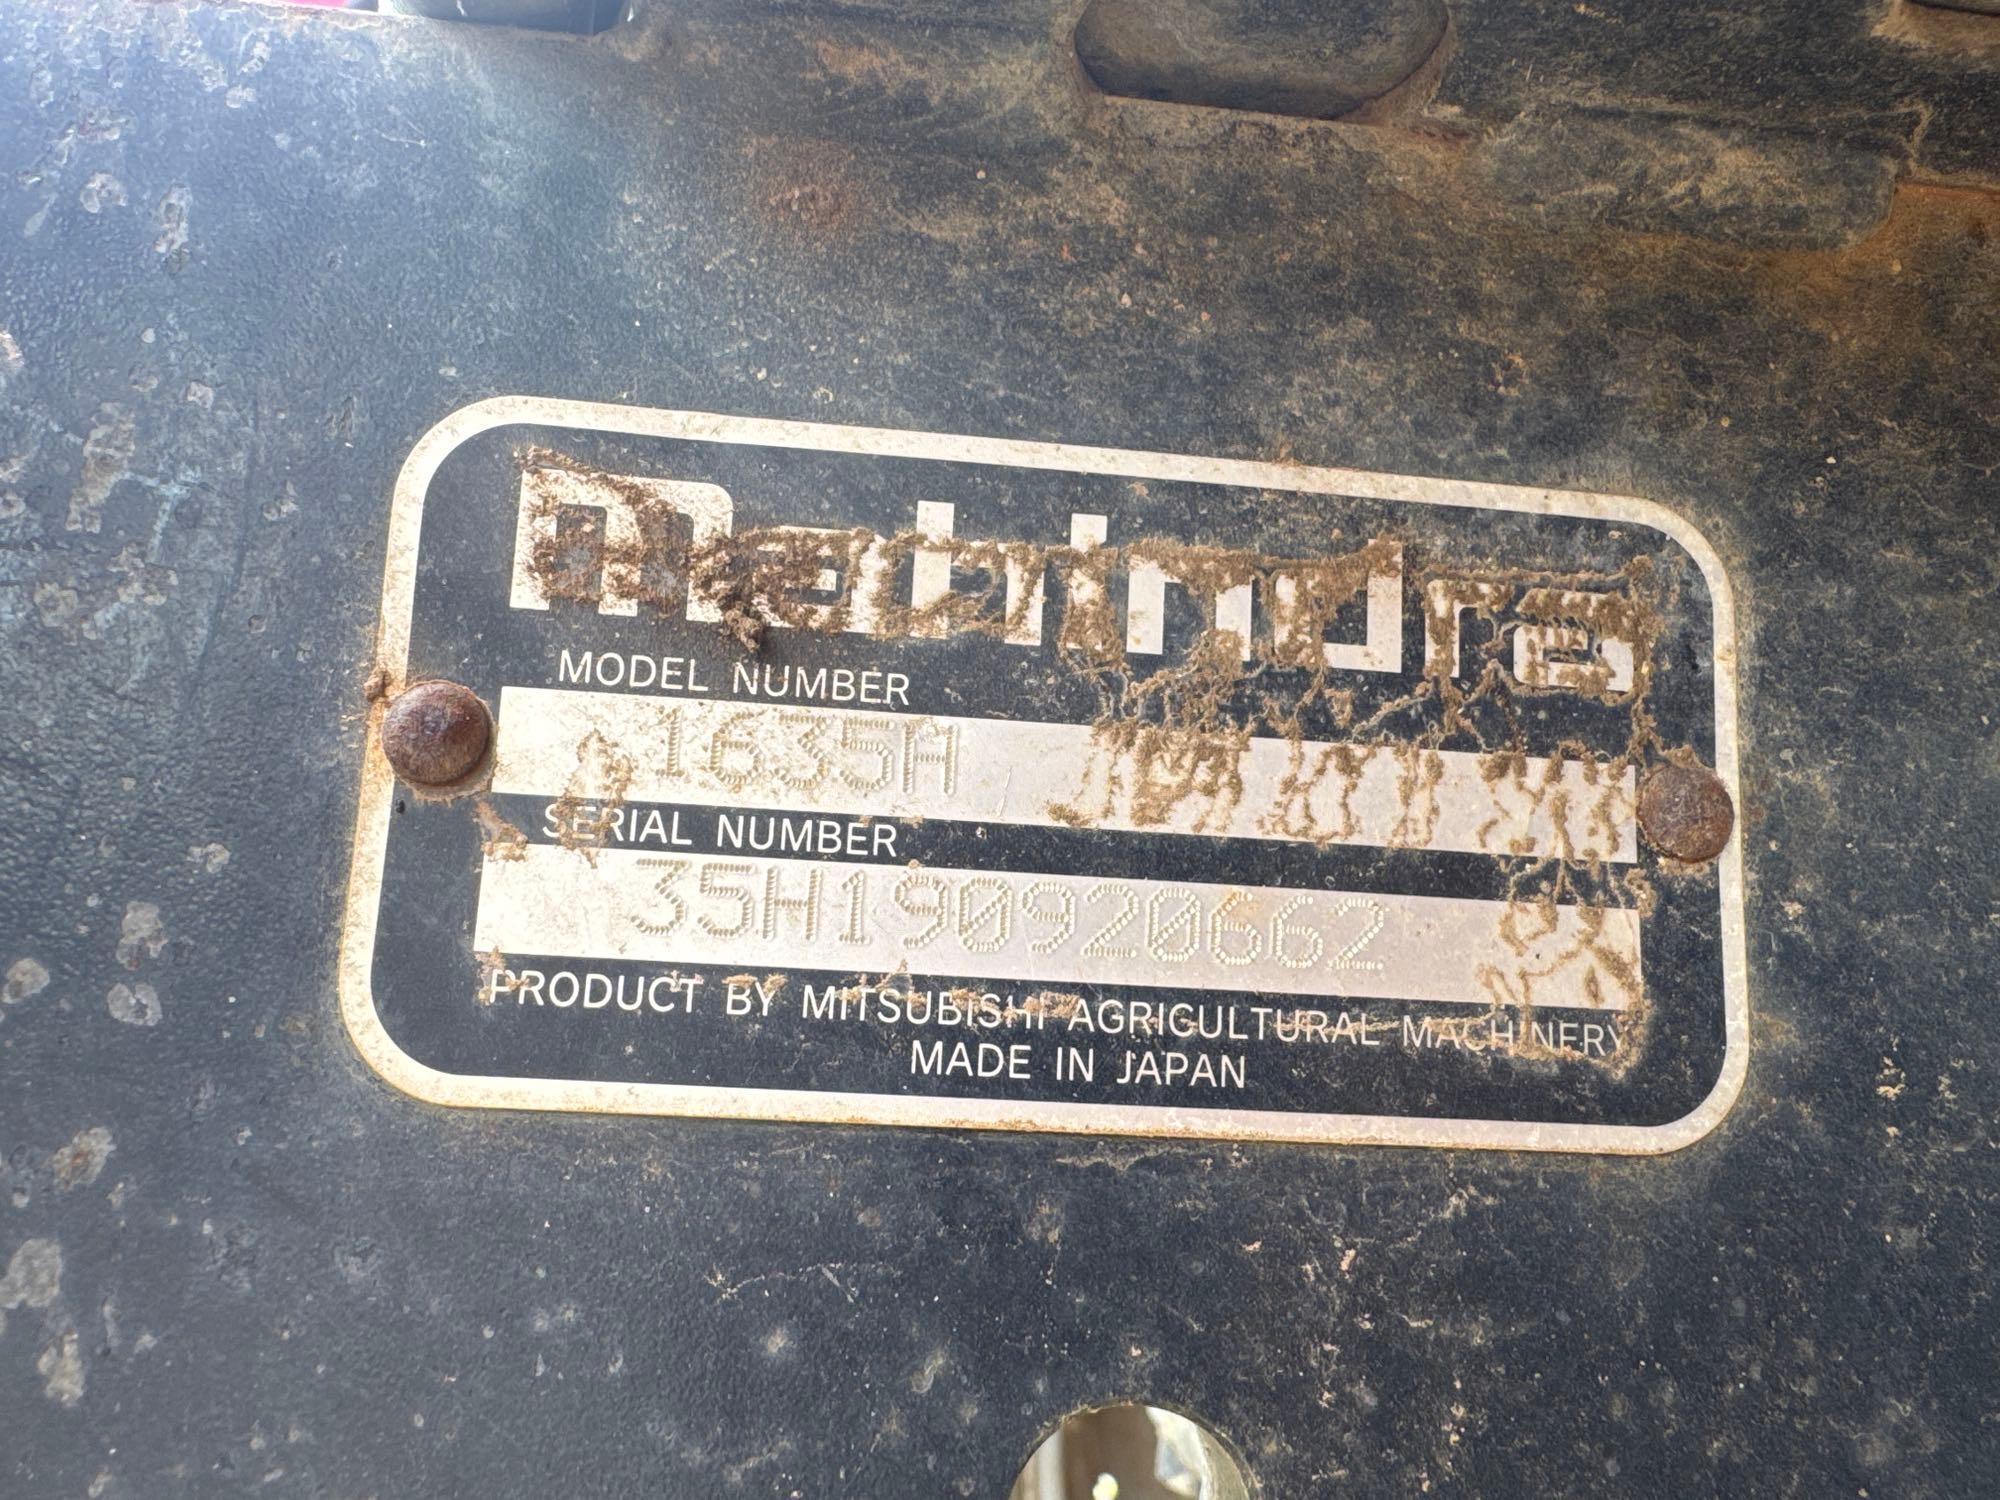 mahindra
MODEL NUMBER
1635H
SERIAL NUMBER
35H190920662
PRODUCT BY MITSUBISHI AGRICULTURAL MACHINERY
MADE IN JAPAN